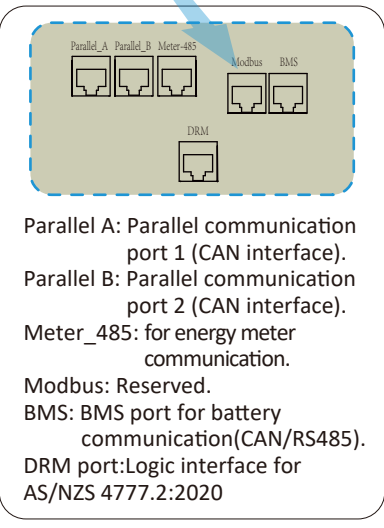 Parallel_A Parallel_B Meter-485
Modbus BMS
DRM
Parallel A: Parallel communication
port 1 (CAN interface).
Parallel B: Parallel communication
port 2 (CAN interface).
Meter_485: for energy meter
communication.
Modbus: Reserved.
BMS: BMS port for battery
communication(CAN/RS485).
DRM port:Logic interface for
AS/NZS 4777.2:2020